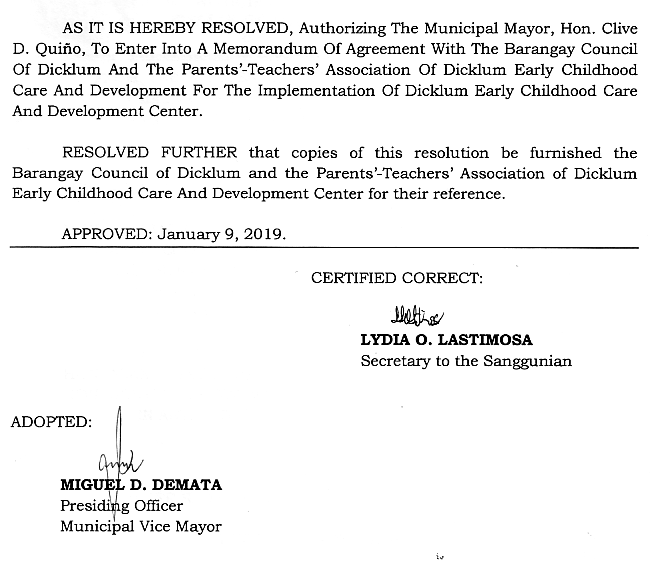 AS IT IS HEREBY RESOLVED, Authorizing The Municipal Mayor, Hon. Clive
D. Quiño, To Enter Into A Memorandum Of Agreement With The Barangay Council
Of Dicklum And The Parents'-Teachers' Association Of Dicklum Early Childhood
Care And Development For The Implementation Of Dicklum Early Childhood Care
And Development Center.
RESOLVED FURTHER that copies of this resolution be furnished the
Barangay Council of Dicklum and the Parents'-Teachers' Association of Dicklum
Early Childhood Care And Development Center for their reference.
APPROVED: January 9, 2019.
CERTIFIED CORRECT:
LYDIA O. LASTIMOSA
Secretary to the Sanggunian
ADOPTED:
MIGUEL D. DEMATA
Presiding Officer
Municipal Vice Mayor